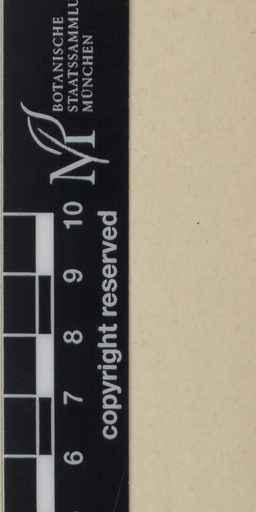 BOTANISCHE
STAATSSAMMLU
MÜNCHEN
M
10
9
8
7
6
copyright reserved